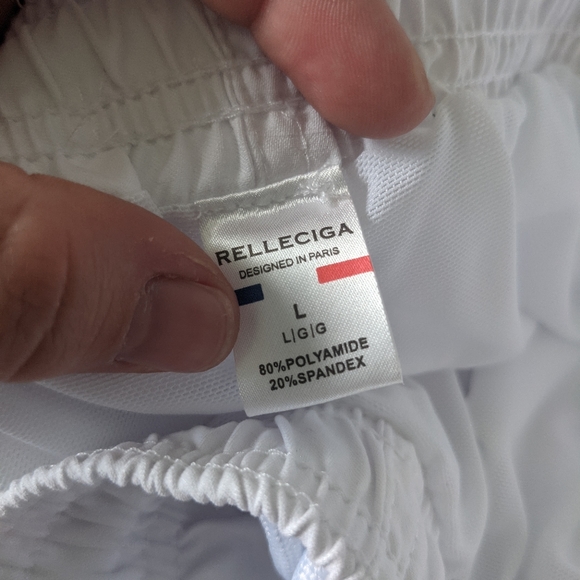 RELLECIGA
DESIGNED IN PARIS
L
L|G|G
80%POLYAMIDE
20%SPANDEX